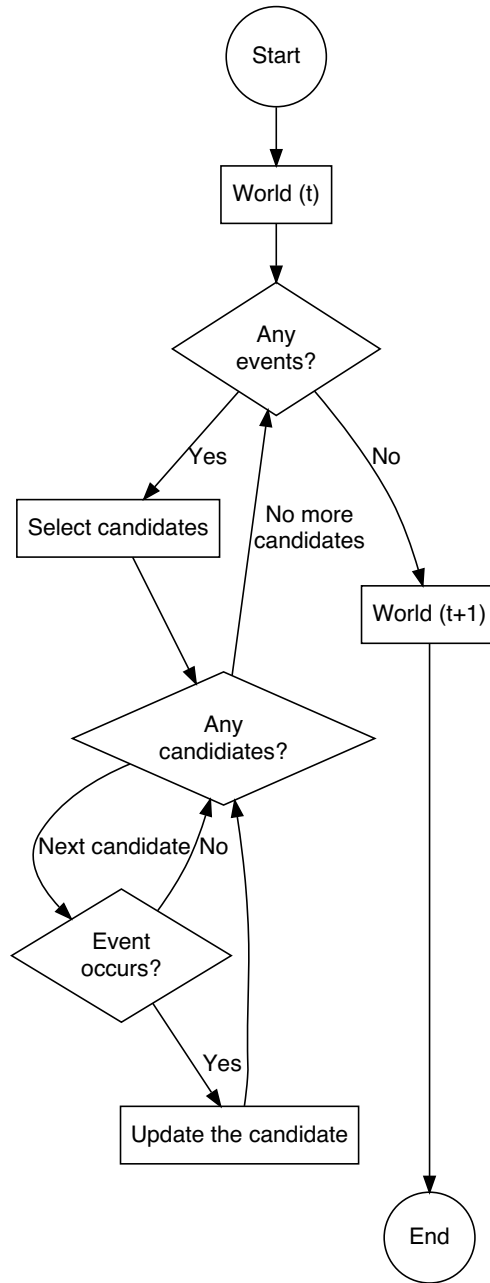 Start
World (t)
Any
events?
Yes
No
Select candidates
No more
candidates
World (t+1)
Any
candidiates?
Next candidate
No
Event
occurs?
Yes
Update the candidate
End